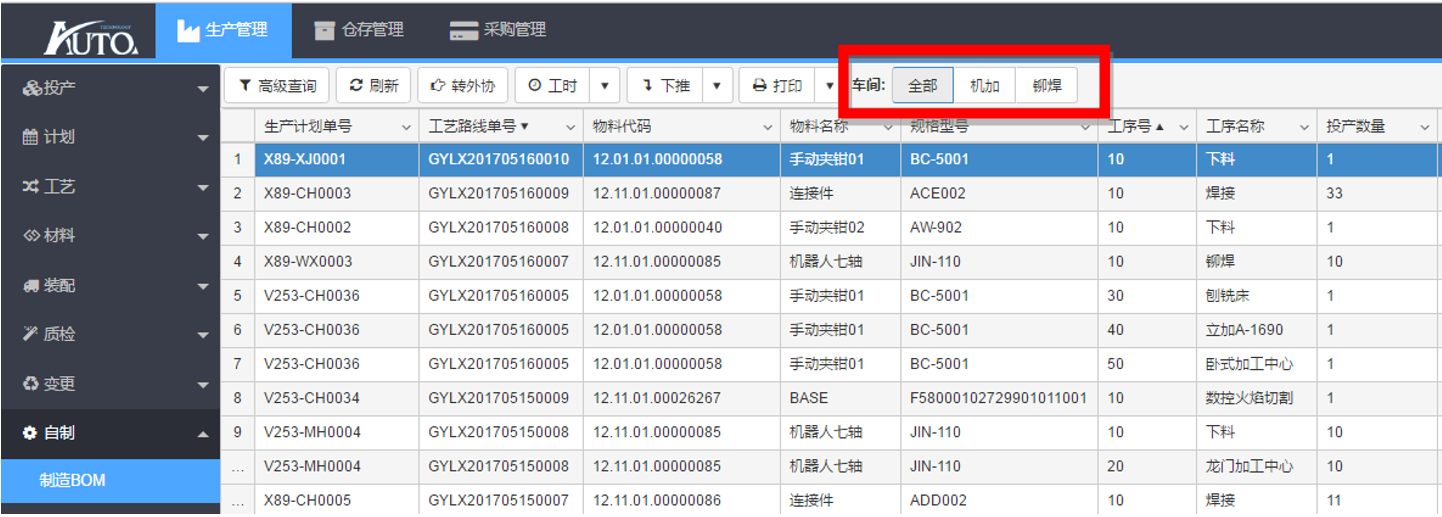 TECHNOLOGY
AUTO
生产管理
仓存管理
采购管理
投产
计划
工艺
材料
装配
质检
变更
自制
制造BOM
高级查询 刷新 转外协 工时 下推 打印 车间: 全部 机加 铆焊
生产计划单号 工艺路线单号 物料代码 物料名称 规格型号 工序号 工序名称 投产数量
1 X89-XJ0001 GYLX201705160010 12.01.01.00000058 手动夹钳01 BC-5001 10 下料 1
2 X89-CH0003 GYLX201705160009 12.11.01.00000087 连接件 ACE002 10 焊接 33
3 X89-CH0002 GYLX201705160008 12.01.01.00000040 手动夹钳02 AW-902 10 下料 1
4 X89-WX0003 GYLX201705160007 12.01.01.00000085 机器人七轴 JIN-110 10 铆焊 10
5 V253-CH0036 GYLX201705160005 12.01.01.00000058 手动夹钳01 BC-5001 30 刨铣床 1
6 V253-CH0036 GYLX201705160005 12.01.01.00000058 手动夹钳01 BC-5001 40 立加A-1690 1
7 V253-CH0036 GYLX201705160005 12.01.01.00000058 手动夹钳01 BC-5001 50 卧式加工中心 1
8 V253-CH0034 GYLX201705150009 12.11.01.00026267 BASE F58000102729901011001 10 数控火焰切割 1
9 V253-MH0004 GYLX201705150008 12.11.01.00000085 机器人七轴 JIN-110 10 下料 10
... V253-MH0004 GYLX201705150008 12.11.01.00000085 机器人七轴 JIN-110 20 龙门加工中心 10
... X89-CH0005 GYLX201705150007 12.11.01.00000086 连接件 ADD002 10 焊接 11